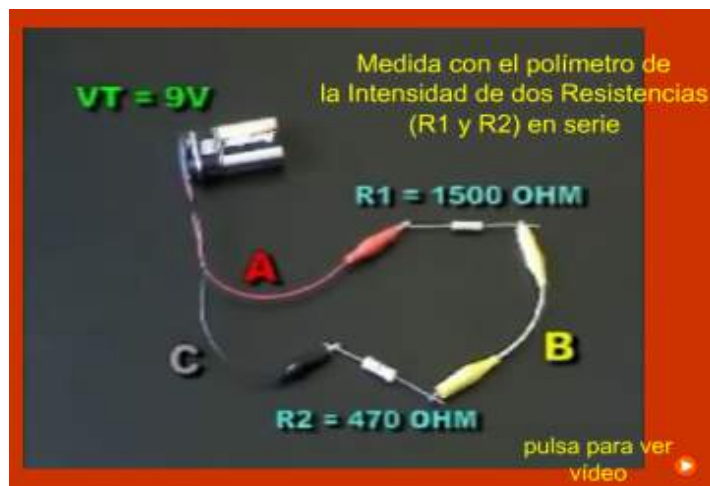 Medida con el polímetro de
la Intensidad de dos Resistencias
(R1 y R2) en serie
VT = 9V
R1 = 1500 OHM
A
B
C
R2 = 470 OHM
pulsa para ver
vídeo